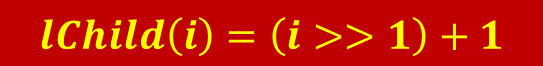 lChild(i) = (i >> 1) + 1